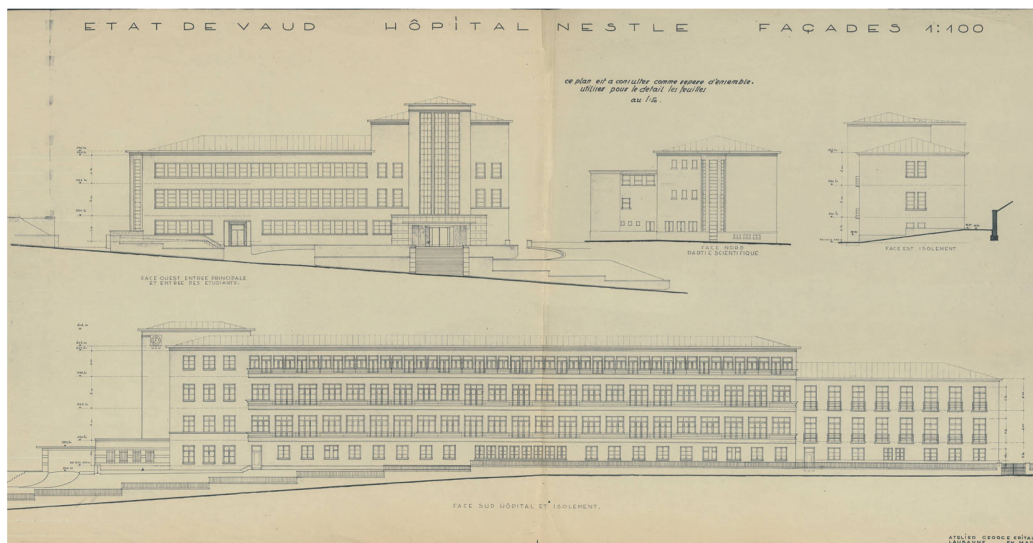 ETAT DE VAUD HÔPITAL NESTLE FAÇADES 1:100
ce plan est a consulter comme repere d'ensemble.
utiliser pour le detail les feuilles
au 1:50.
FACE OUEST ENTREE PRINCIPALE
ET ENTREE DES ETUDIANTS.
FACE NORD
PARTIE SCIENTIFIQUE
FACE EST ISOLEMENT
FACE SUD HÔPITAL ET ISOLEMENT.
ATELIER GEORGE EPITAU
LAUSANNE